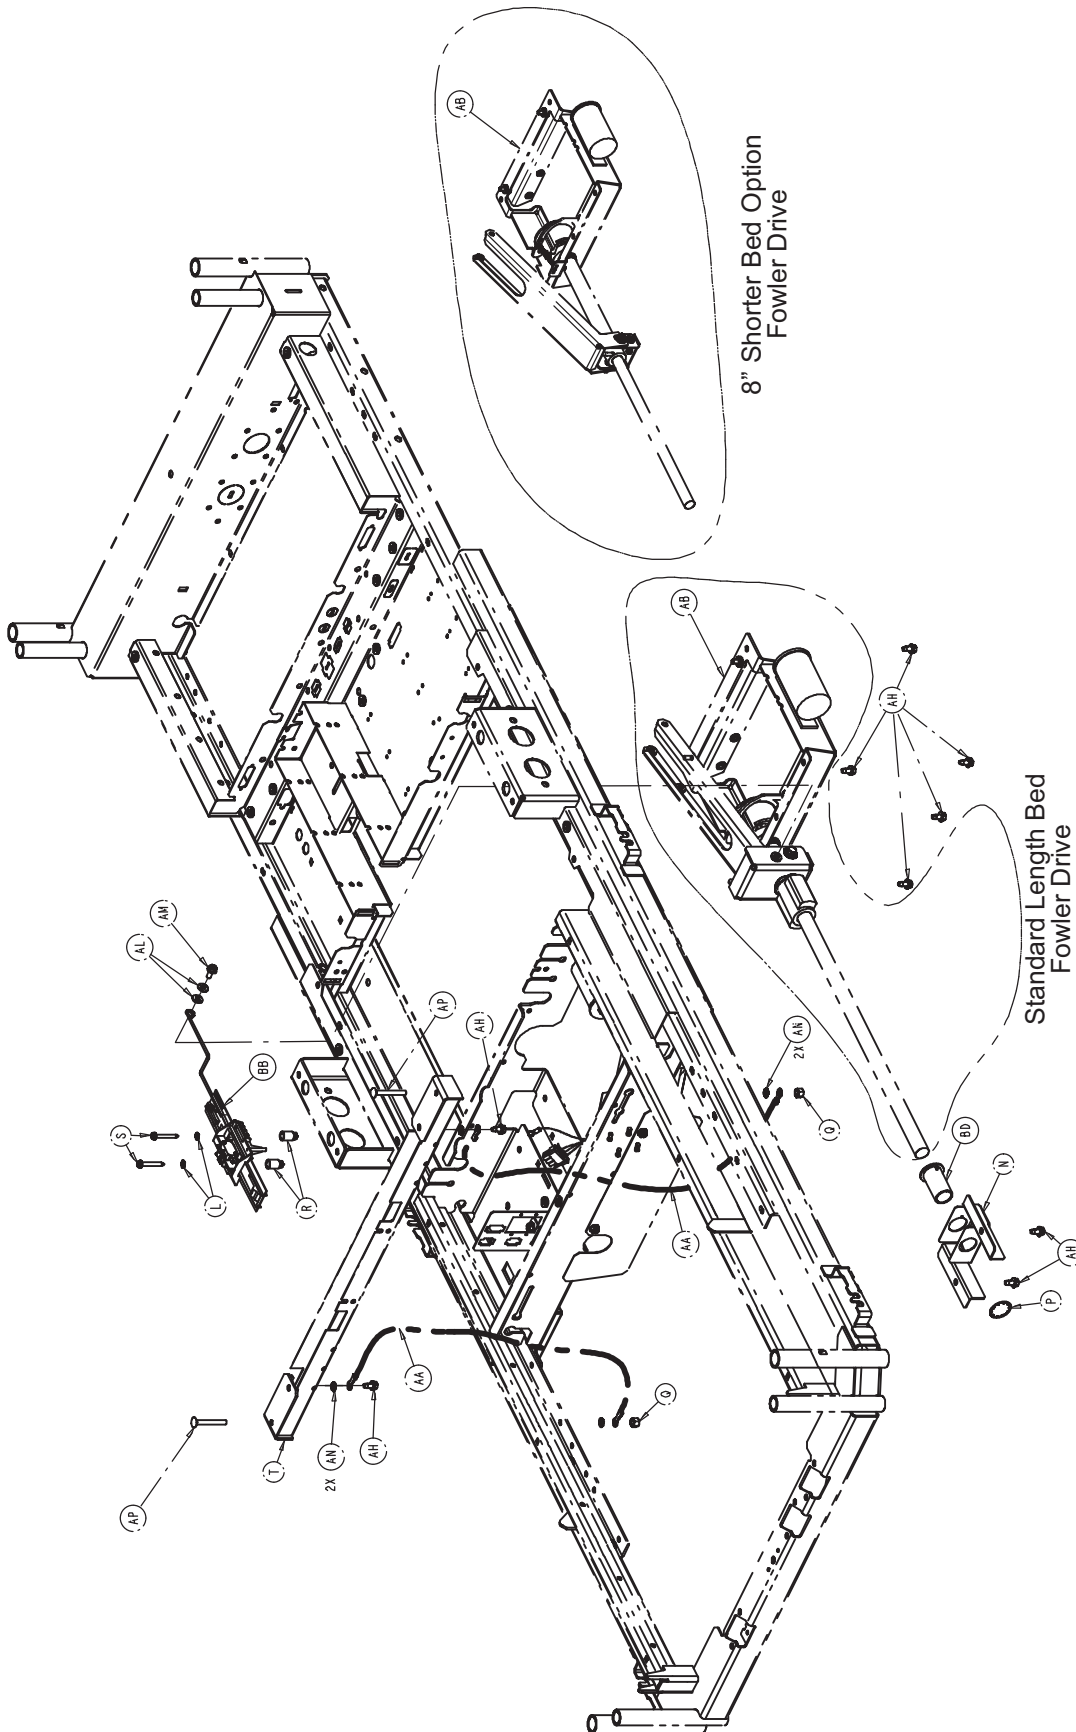 AB
8” Shorter Bed Option
Fowler Drive
AB
AH
Standard Length Bed
Fowler Drive
AM
AL
BB
S
L
R
AP
AH
2X AN
Q
BD
N
AH
P
AA
AA
Q
AP
T
2X AN
AH